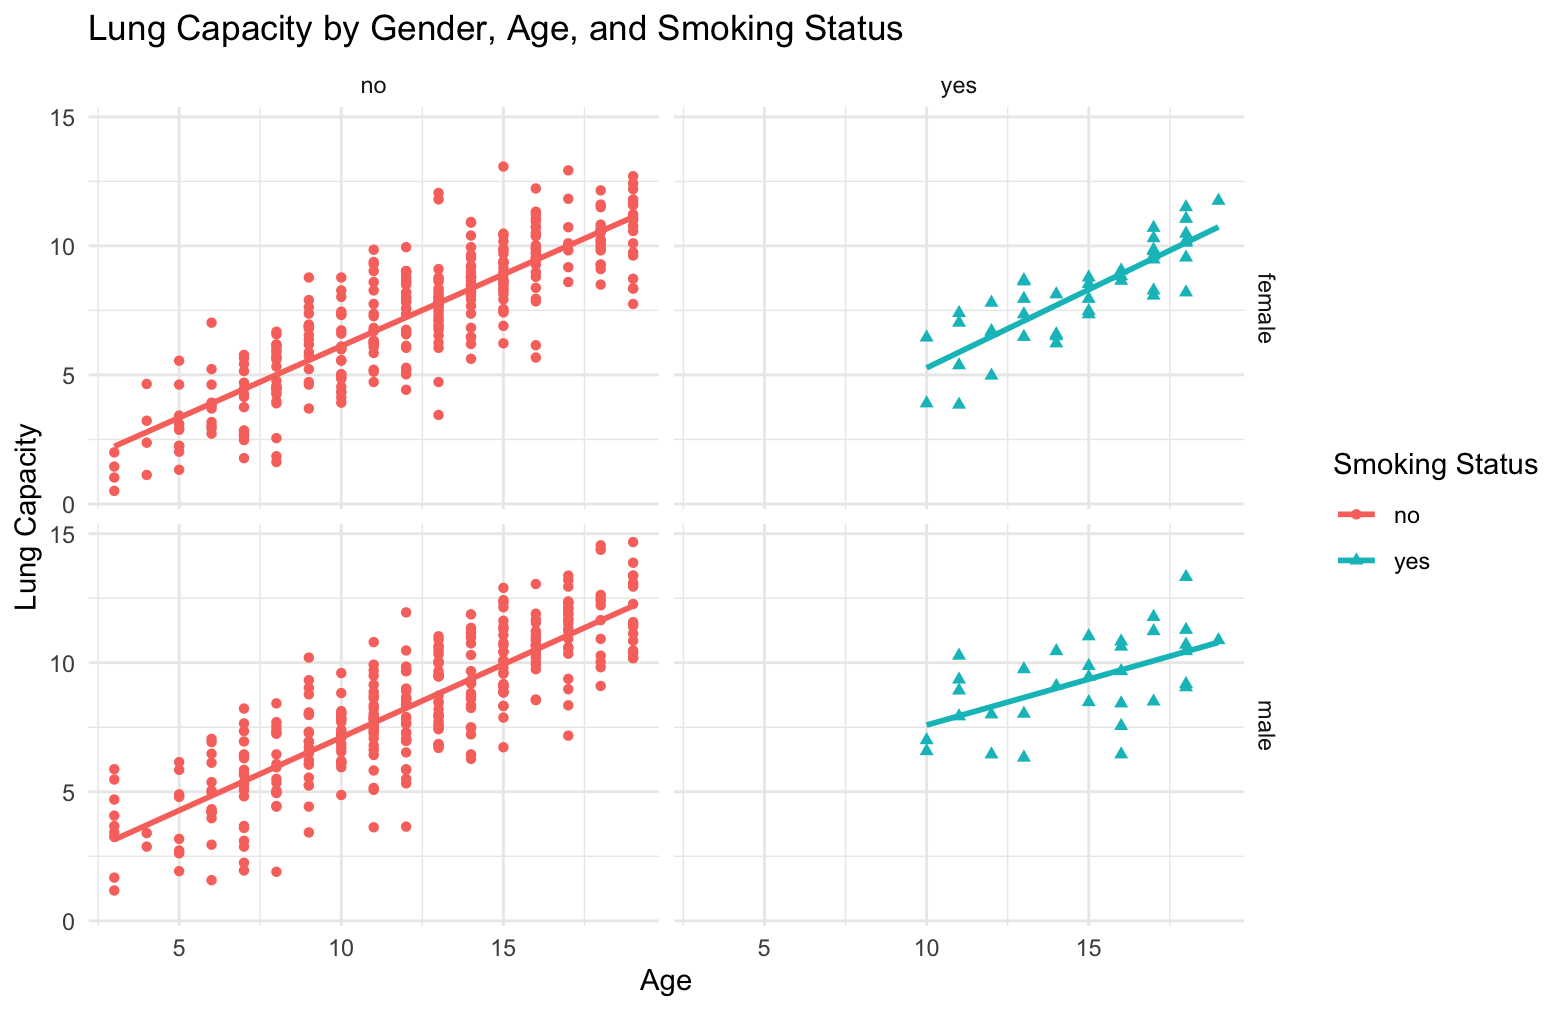 Lung Capacity by Gender, Age, and Smoking Status
no yes
15
10
5
0
female
15
10
5
0
male
5 10 15 5 10 15
Age
Lung Capacity
Smoking Status
no
yes